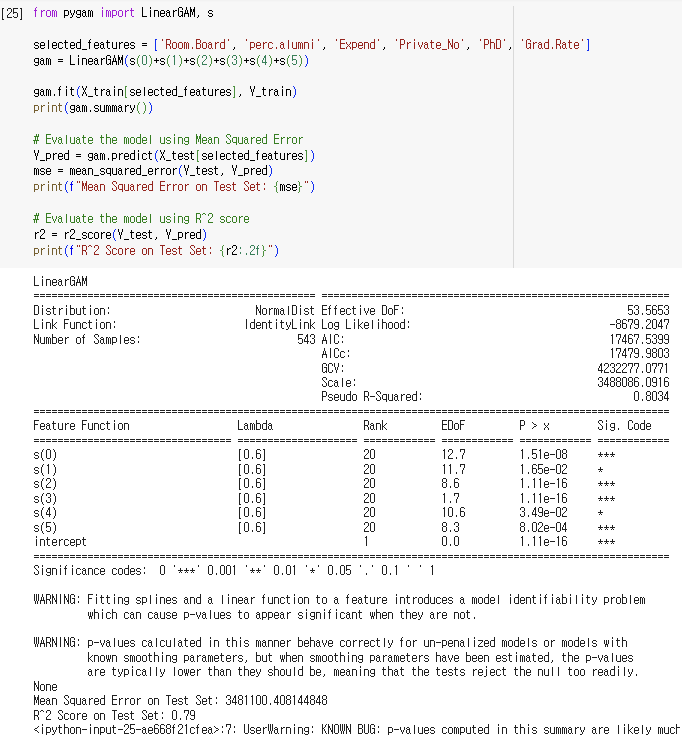 [25] from pygam import LinearGAM, s
selected_features = ['Room.Board', 'perc.alumni', 'Expend', 'Private_No', 'PhD', 'Grad.Rate']
gam = LinearGAM(s(0)+s(1)+s(2)+s(3)+s(4)+s(5))
gam.fit(X_train[selected_features], Y_train)
print(gam.summary())
# Evaluate the model using Mean Squared Error
Y_pred = gam.predict(X_test[selected_features])
mse = mean_squared_error(Y_test, Y_pred)
print(f"Mean Squared Error on Test Set: {mse}")
# Evaluate the model using R^2 score
r2 = r2_score(Y_test, Y_pred)
print(f"R^2 Score on Test Set: {r2:.2f}")
LinearGAM
=============================================== ==========================================================
Distribution: NormalDist Effective DoF: 53.5653
Link Function: IdentityLink Log Likelihood: -8679.2047
Number of Samples: 543 AIC: 17467.5399
AICc: 17479.9803
GCV: 4232277.0771
Scale: 3488086.0916
Pseudo R-Squared: 0.8034
==========================================================================================================
Feature Function Lambda Rank EDoF P > x Sig. Code
================================= ==================== ============ ============ ============ ============
s(0) [0.6] 20 12.7 1.51e-08 ***
s(1) [0.6] 20 11.7 1.65e-02 *
s(2) [0.6] 20 8.6 1.11e-16 ***
s(3) [0.6] 20 1.7 1.11e-16 ***
s(4) [0.6] 20 10.6 3.49e-02 *
s(5) [0.6] 20 8.3 8.02e-04 ***
intercept 1 0.0 1.11e-16 ***
==========================================================================================================
Significance codes: 0 '***' 0.001 '**' 0.01 '*' 0.05 '.' 0.1 ' ' 1
WARNING: Fitting splines and a linear function to a feature introduces a model identifiability problem
which can cause p-values to appear significant when they are not.
WARNING: p-values calculated in this manner behave correctly for un-penalized models or models with
known smoothing parameters, but when smoothing parameters have been estimated, the p-values
are typically lower than they should be, meaning that the tests reject the null too readily.
None
Mean Squared Error on Test Set: 3481100.408144848
R^2 Score on Test Set: 0.79
<ipython-input-25-ae668f21cfea>:7: UserWarning: KNOWN BUG: p-values computed in this summary are likely much